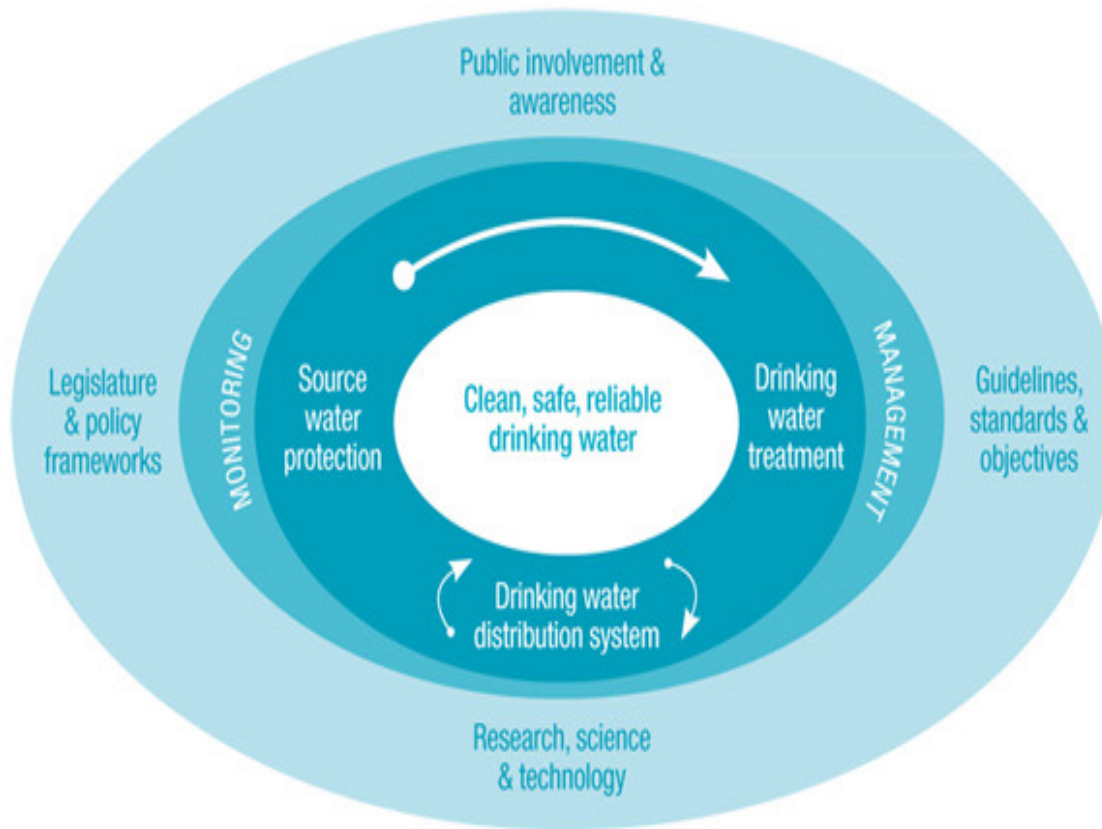 Public involvement &
awareness
Legislature
& policy
frameworks
MONITORING
Source
water
protection
Clean, safe, reliable
drinking water
Drinking
water
treatment
MANAGEMENT
Guidelines,
standards &
objectives
Drinking water
distribution system
Research, science
& technology